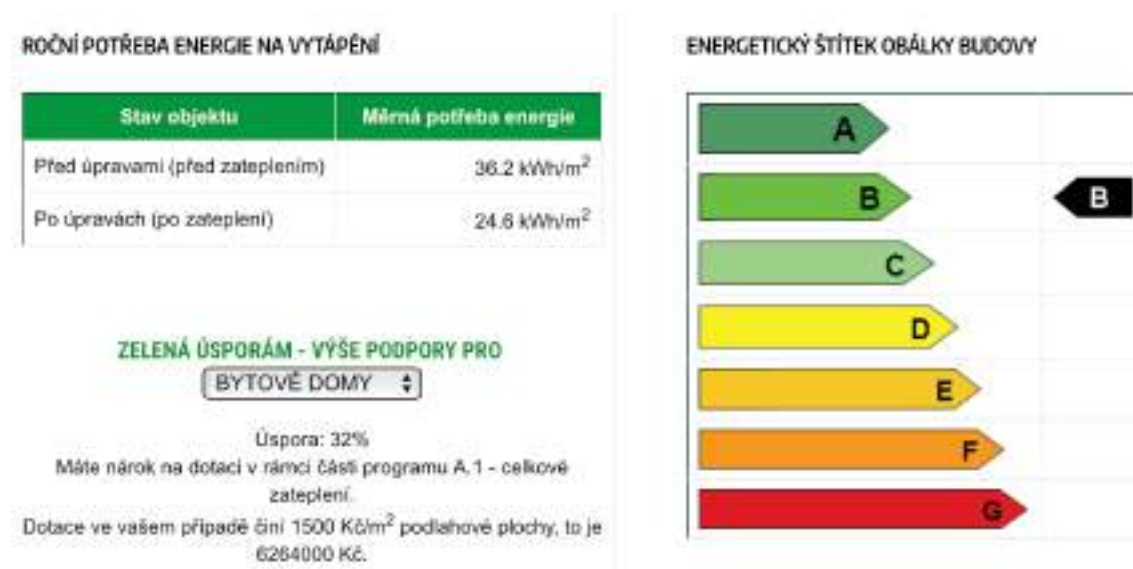 ROČNÍ POTŘEBA ENERGIE NA VYTÁPĚNÍ
Stav objektu Měrná potřeba energie
Před úpravami (před zateplením) 36.2 kWh/m²
Po úpravách (po zateplení) 24.6 kWh/m²
ZELENÁ ÚSPORÁM - VÝŠE PODPORY PRO
BYTOVÉ DOMY
Úspora: 32%
Máte nárok na dotaci v rámci části programu A.1 - celkové
zateplení.
Dotace ve vašem případě činí 1500 Kč/m² podlahové plochy, to je
6264000 Kč.
ENERGETICKÝ ŠTÍTEK OBÁLKY BUDOVY
A
B B
C
D
E
F
G